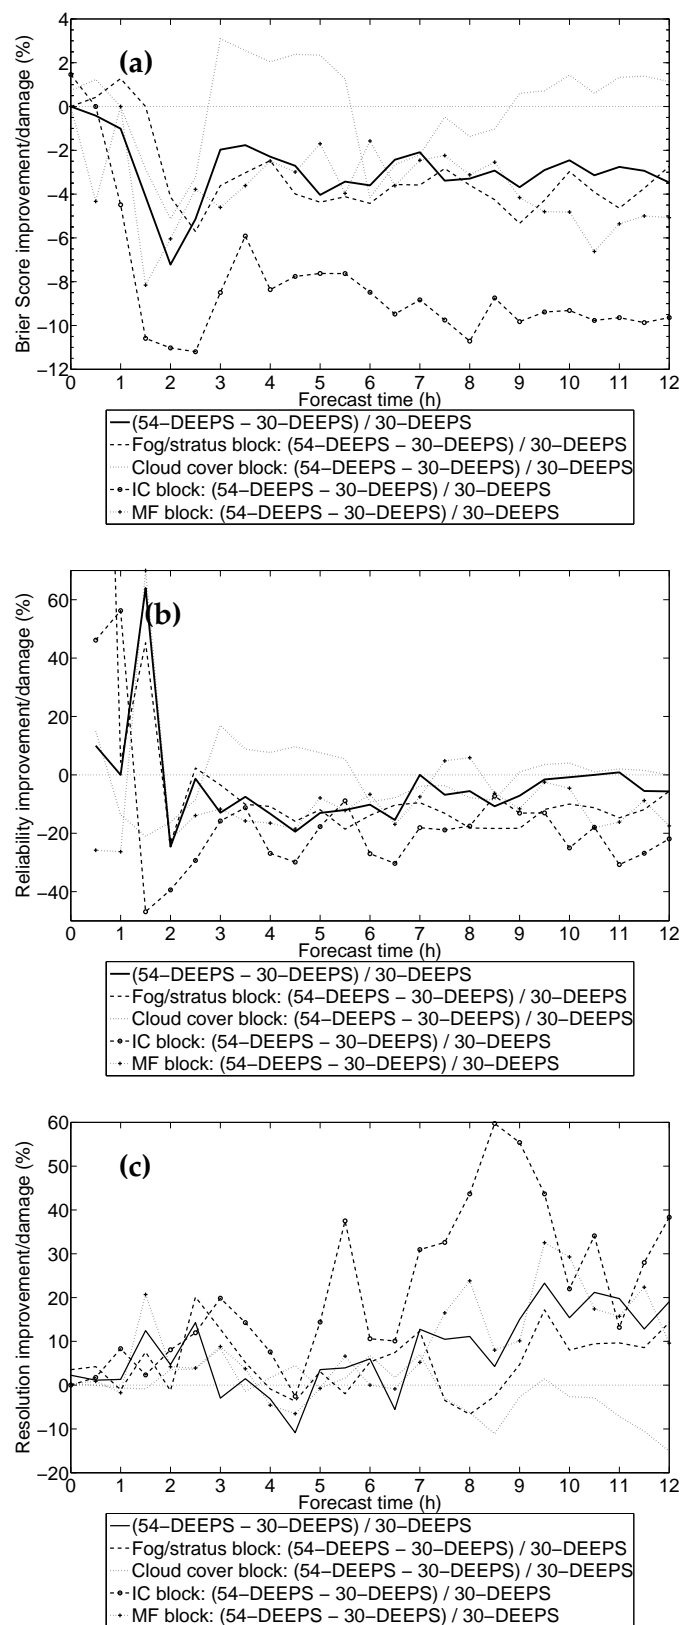 (a)
Brier Score improvement/damage (%)
4
2
0
−2
−4
−6
−8
−10
−12
0 1 2 3 4 5 6 7 8 9 10 11 12
Forecast time (h)
(54−DEEPS − 30−DEEPS) / 30−DEEPS
Fog/stratus block: (54−DEEPS − 30−DEEPS) / 30−DEEPS
Cloud cover block: (54−DEEPS − 30−DEEPS) / 30−DEEPS
IC block: (54−DEEPS − 30−DEEPS) / 30−DEEPS
MF block: (54−DEEPS − 30−DEEPS) / 30−DEEPS
(b)
Reliability improvement/damage (%)
60
40
20
0
−20
−40
0 1 2 3 4 5 6 7 8 9 10 11 12
Forecast time (h)
(54−DEEPS − 30−DEEPS) / 30−DEEPS
Fog/stratus block: (54−DEEPS − 30−DEEPS) / 30−DEEPS
Cloud cover block: (54−DEEPS − 30−DEEPS) / 30−DEEPS
IC block: (54−DEEPS − 30−DEEPS) / 30−DEEPS
MF block: (54−DEEPS − 30−DEEPS) / 30−DEEPS
(c)
Resolution improvement/damage (%)
60
50
40
30
20
10
0
−10
−20
0 1 2 3 4 5 6 7 8 9 10 11 12
Forecast time (h)
(54−DEEPS − 30−DEEPS) / 30−DEEPS
Fog/stratus block: (54−DEEPS − 30−DEEPS) / 30−DEEPS
Cloud cover block: (54−DEEPS − 30−DEEPS) / 30−DEEPS
IC block: (54−DEEPS − 30−DEEPS) / 30−DEEPS
MF block: (54−DEEPS − 30−DEEPS) / 30−DEEPS